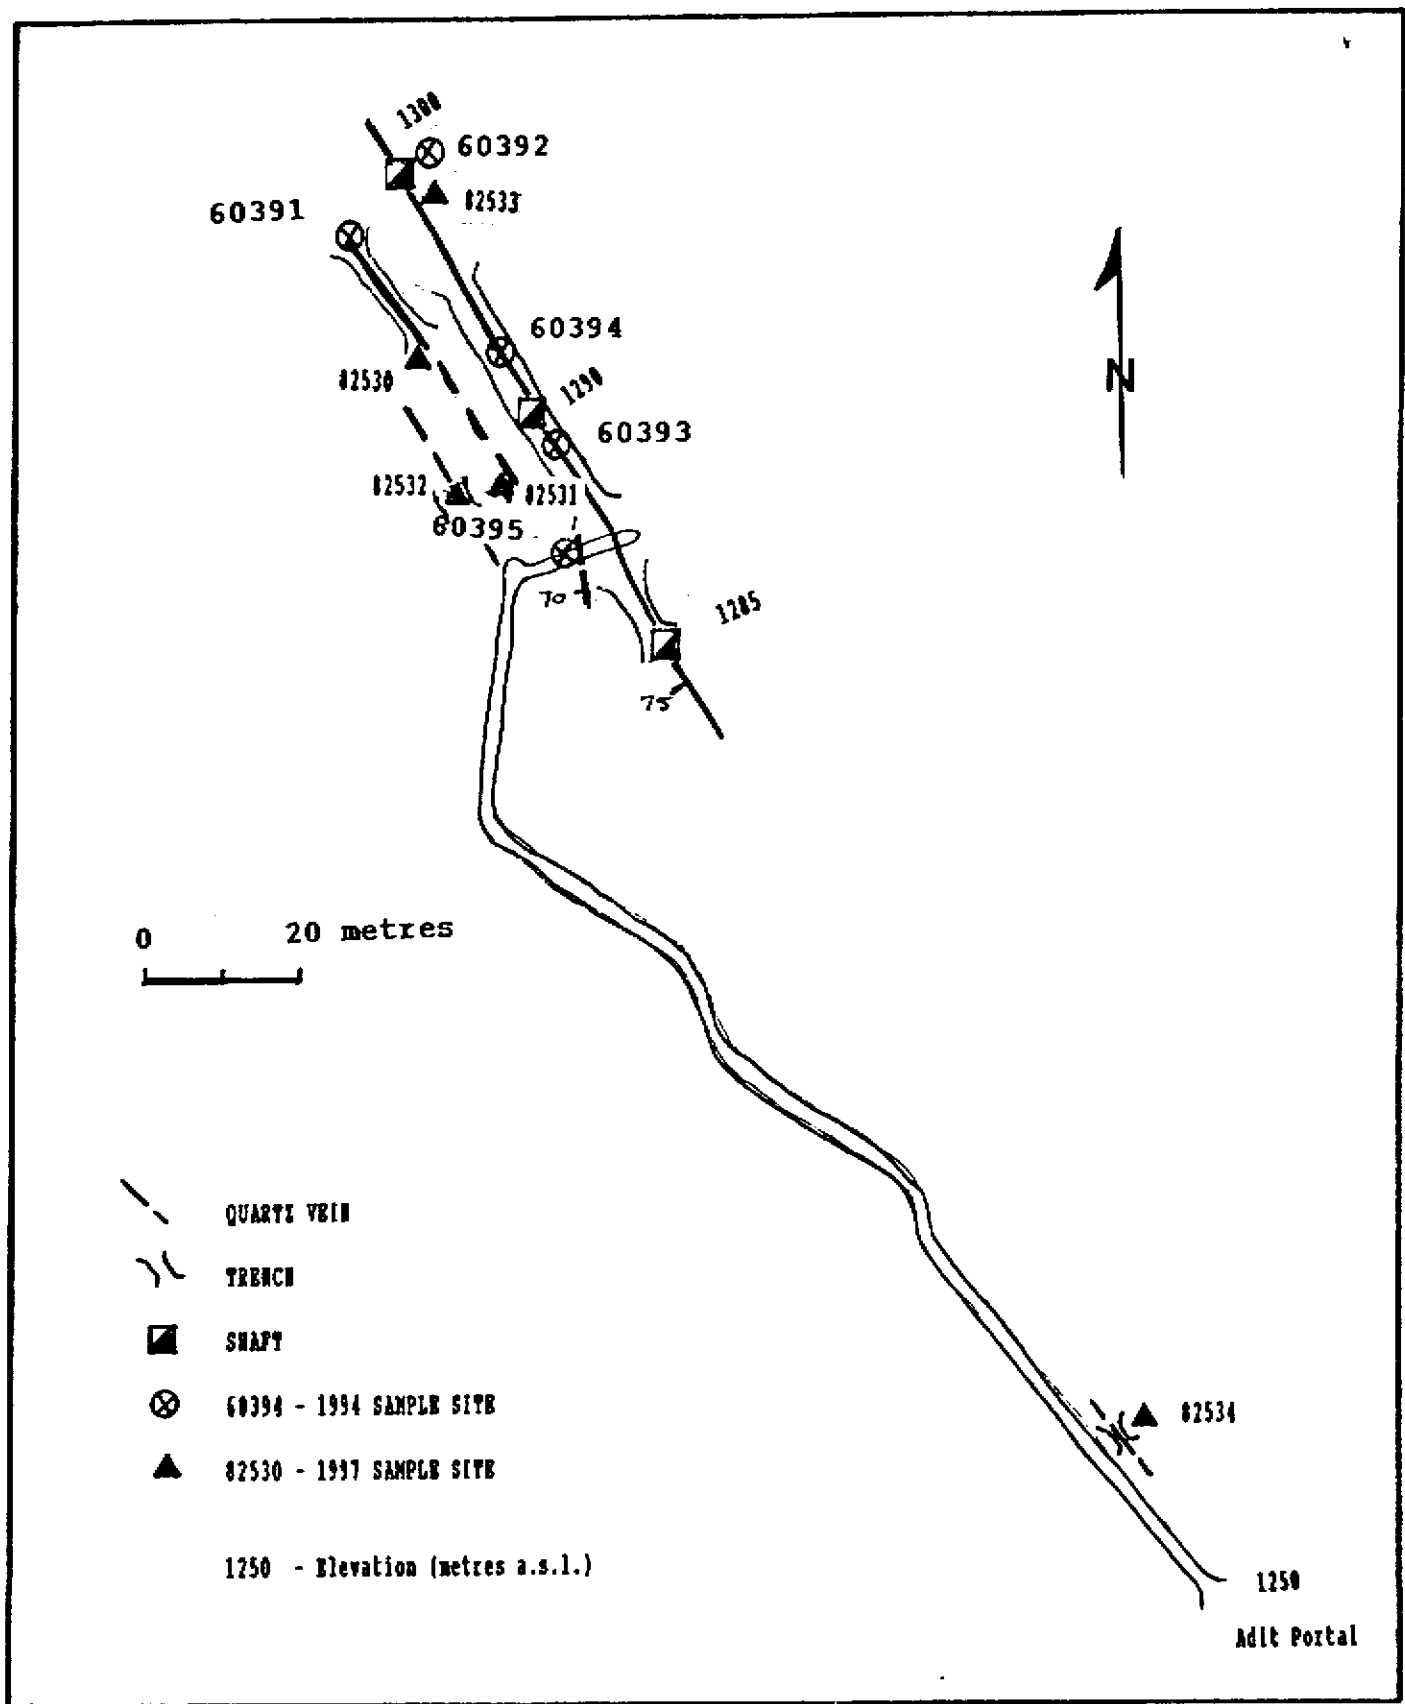 1300
60392
82533
60391
60394
82530
1290
60393
82532
82531
60395
70
1285
75
N
0 20 metres
QUARTZ VEIN
TRENCH
SHAFT
60394 - 1994 SAMPLE SITE
82530 - 1997 SAMPLE SITE
1250 - Elevation (metres a.s.l.)
82534
1250
Adit Portal